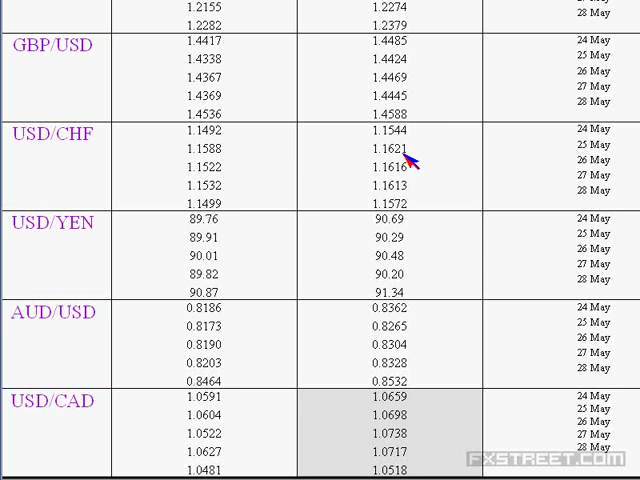 1.2155 1.2274
1.2282 1.2379 28 May
GBP/USD 1.4417 1.4485 24 May
1.4338 1.4424 25 May
1.4367 1.4469 26 May
1.4369 1.4445 27 May
1.4536 1.4588 28 May
USD/CHF 1.1492 1.1544 24 May
1.1588 1.1621 25 May
1.1522 1.1616 26 May
1.1532 1.1613 27 May
1.1499 1.1572 28 May
USD/YEN 89.76 90.69 24 May
89.91 90.29 25 May
90.01 90.48 26 May
89.82 90.20 27 May
90.87 91.34 28 May
AUD/USD 0.8186 0.8362 24 May
0.8173 0.8265 25 May
0.8190 0.8304 26 May
0.8203 0.8328 27 May
0.8464 0.8532 28 May
USD/CAD 1.0591 1.0659 24 May
1.0604 1.0698 25 May
1.0522 1.0738 26 May
1.0627 1.0717 27 May
1.0481 1.0518 28 May
FXSTREET.COM